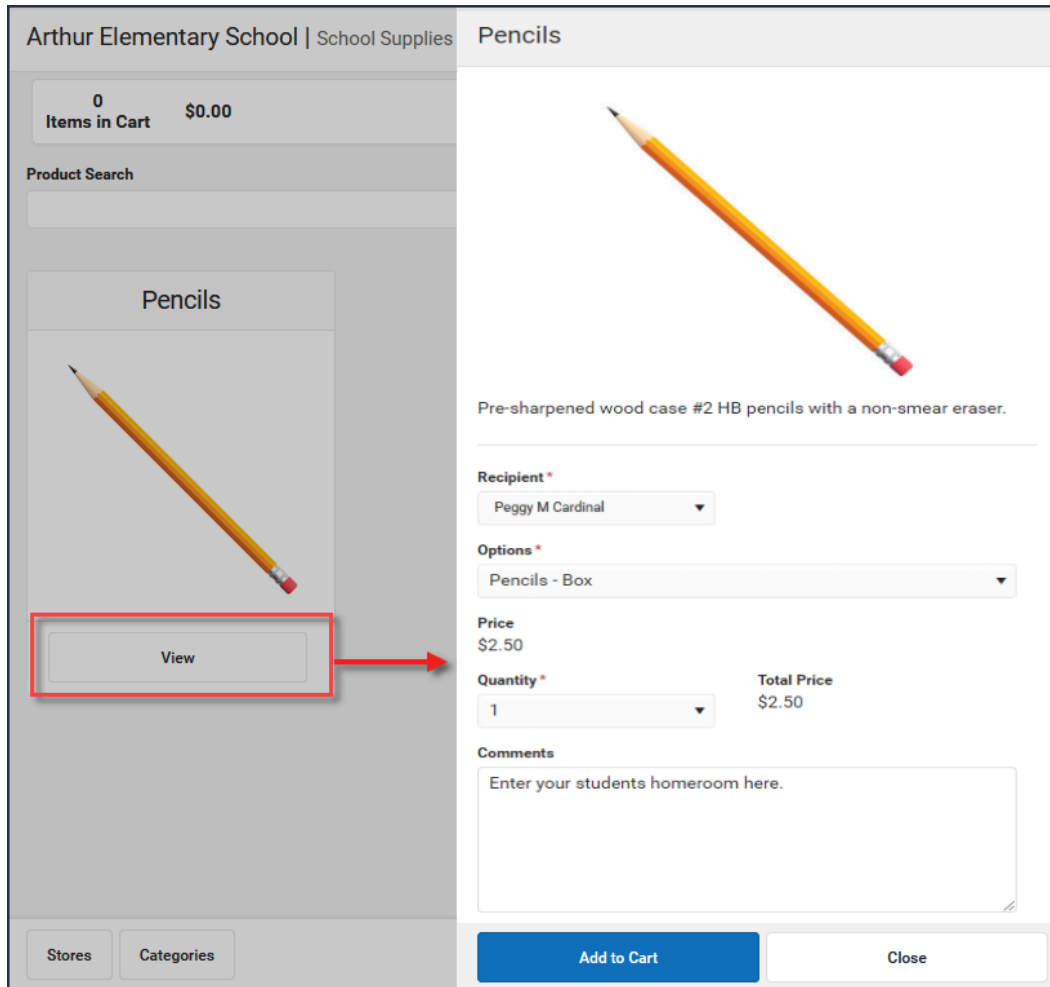 Arthur Elementary School | School Supplies
0
Items in Cart
$0.00
Product Search
Pencils
View
Stores
Categories
Pencils
Pre-sharpened wood case #2 HB pencils with a non-smear eraser.
Recipient *
Peggy M Cardinal
Options *
Pencils - Box
Price
$2.50
Quantity *
1
Total Price
$2.50
Comments
Enter your students homeroom here.
Add to Cart
Close